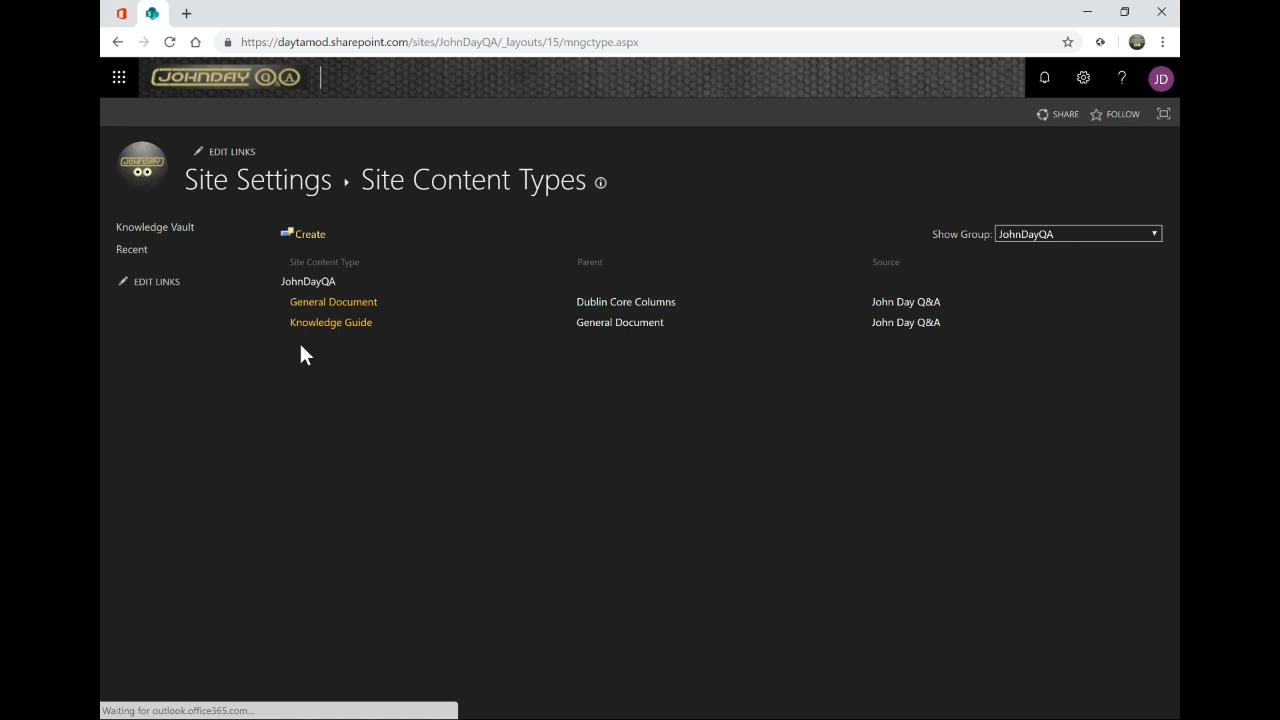 https://daytamod.sharepoint.com/sites/JohnDayQA/_layouts/15/mngctype.aspx
JOHNDAY Q&A
?
JD
SHARE
FOLLOW
JOHNDAY
EDIT LINKS
Site Settings ▸ Site Content Types
Knowledge Vault
Recent
EDIT LINKS
Create
Show Group: JohnDayQA
Site Content Type Parent Source
JohnDayQA
General Document Dublin Core Columns John Day Q&A
Knowledge Guide General Document John Day Q&A
Waiting for outlook.office365.com...